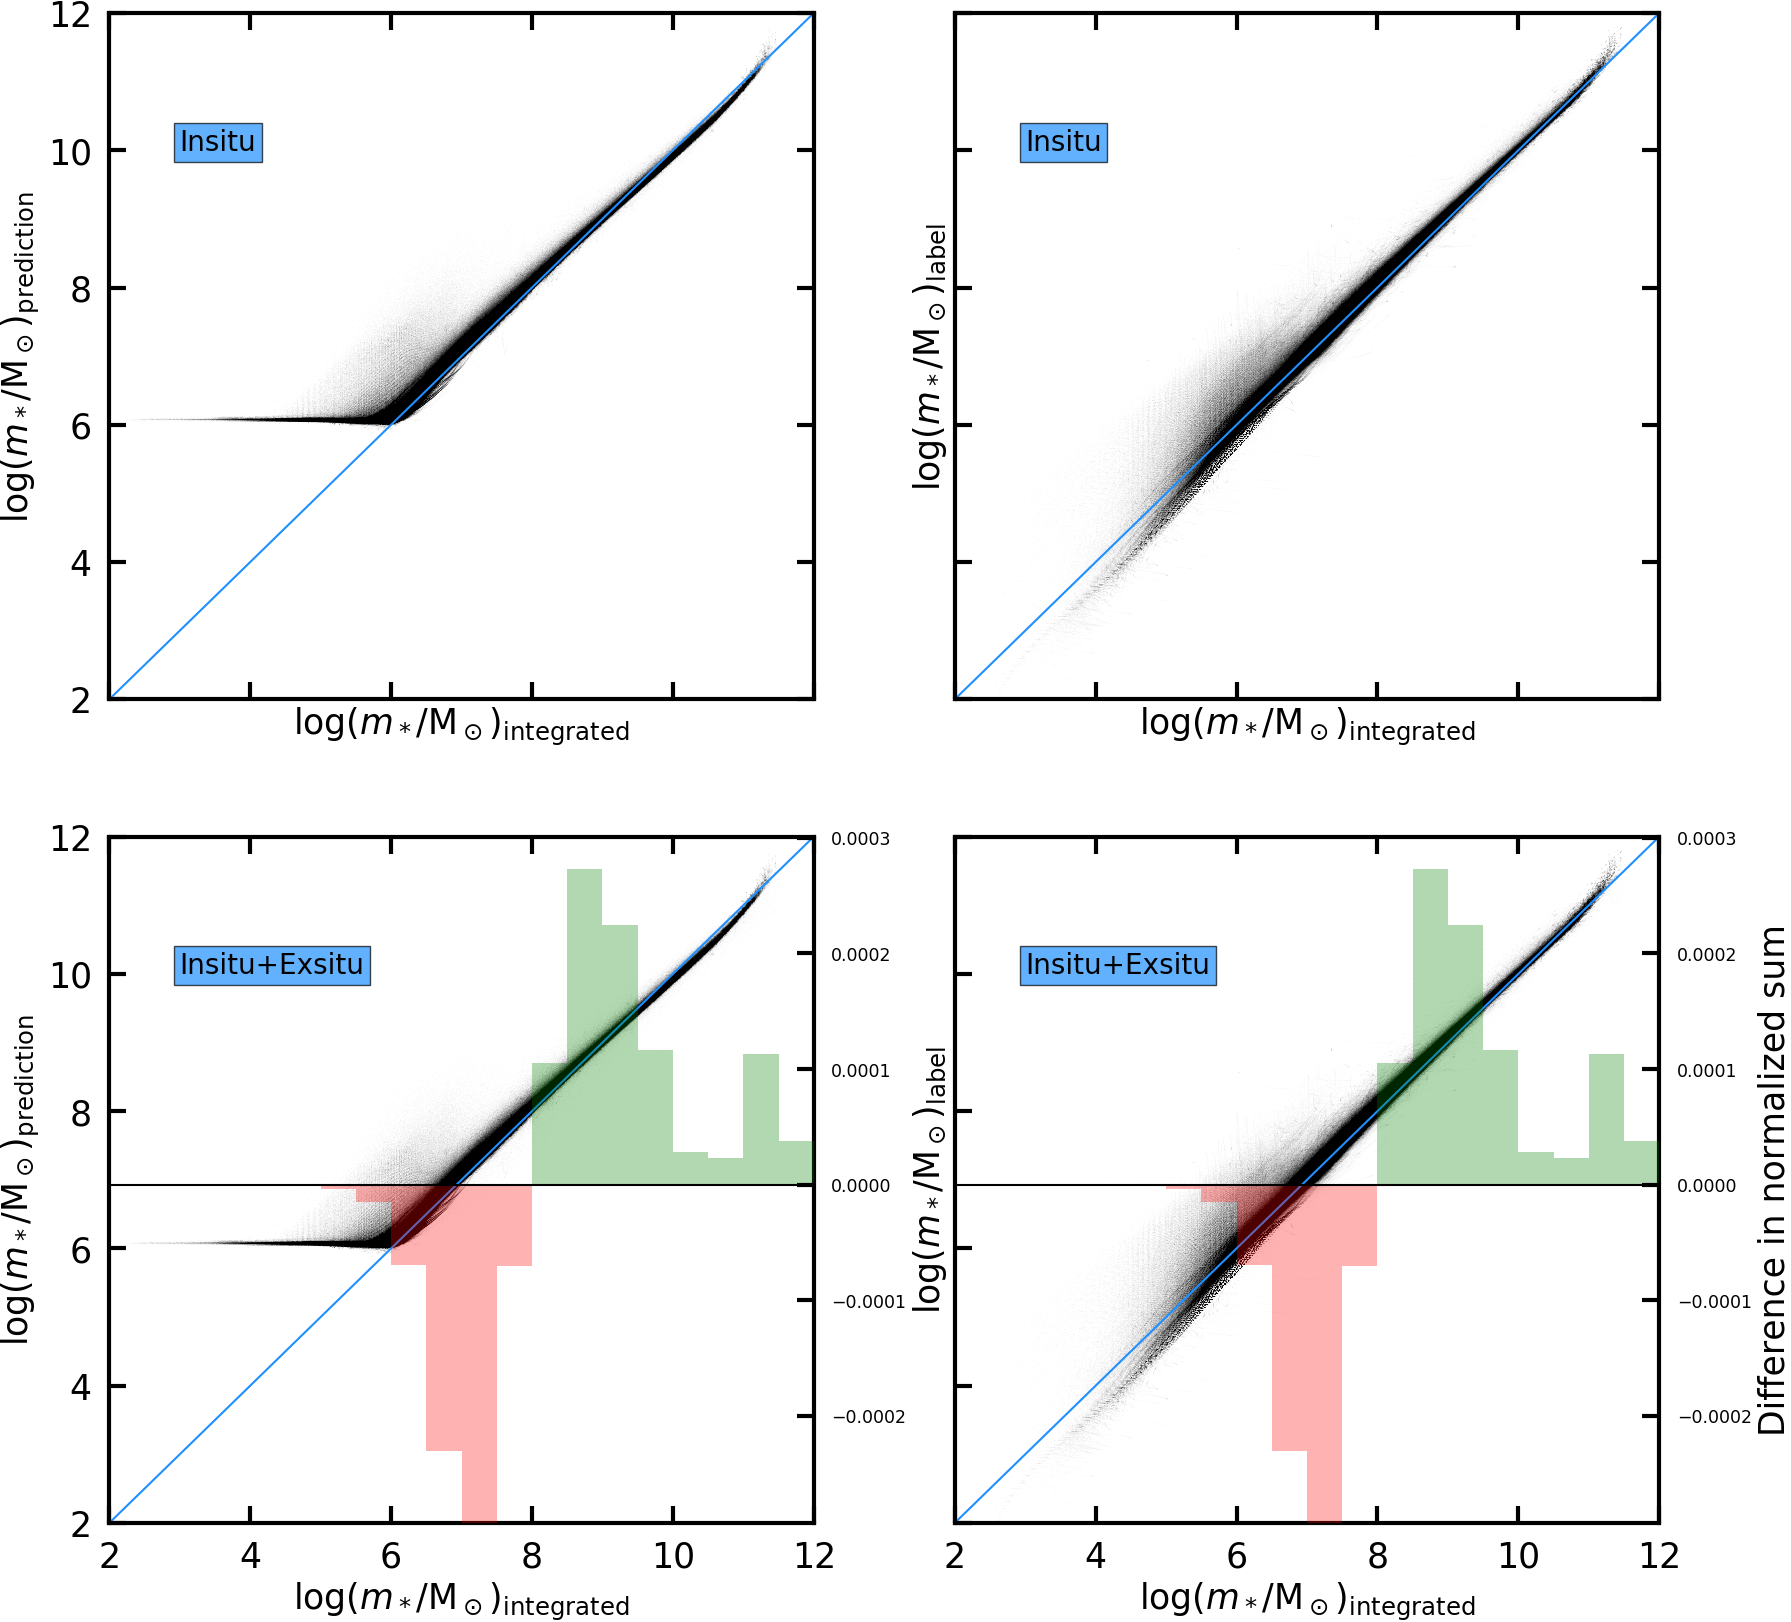 12
10
8
6
4
2
log(m*/M⊙)prediction
Insitu
log(m*/M⊙)integrated
log(m*/M⊙)label
Insitu
log(m*/M⊙)integrated
12
10
8
6
4
2
log(m*/M⊙)prediction
Insitu+Exsitu
0.0003
0.0002
0.0001
0.0000
−0.0001
−0.0002
2 4 6 8 10 12
log(m*/M⊙)integrated
log(m*/M⊙)label
Insitu+Exsitu
0.0003
0.0002
0.0001
0.0000
−0.0001
−0.0002
Difference in normalized sum
2 4 6 8 10 12
log(m*/M⊙)integrated